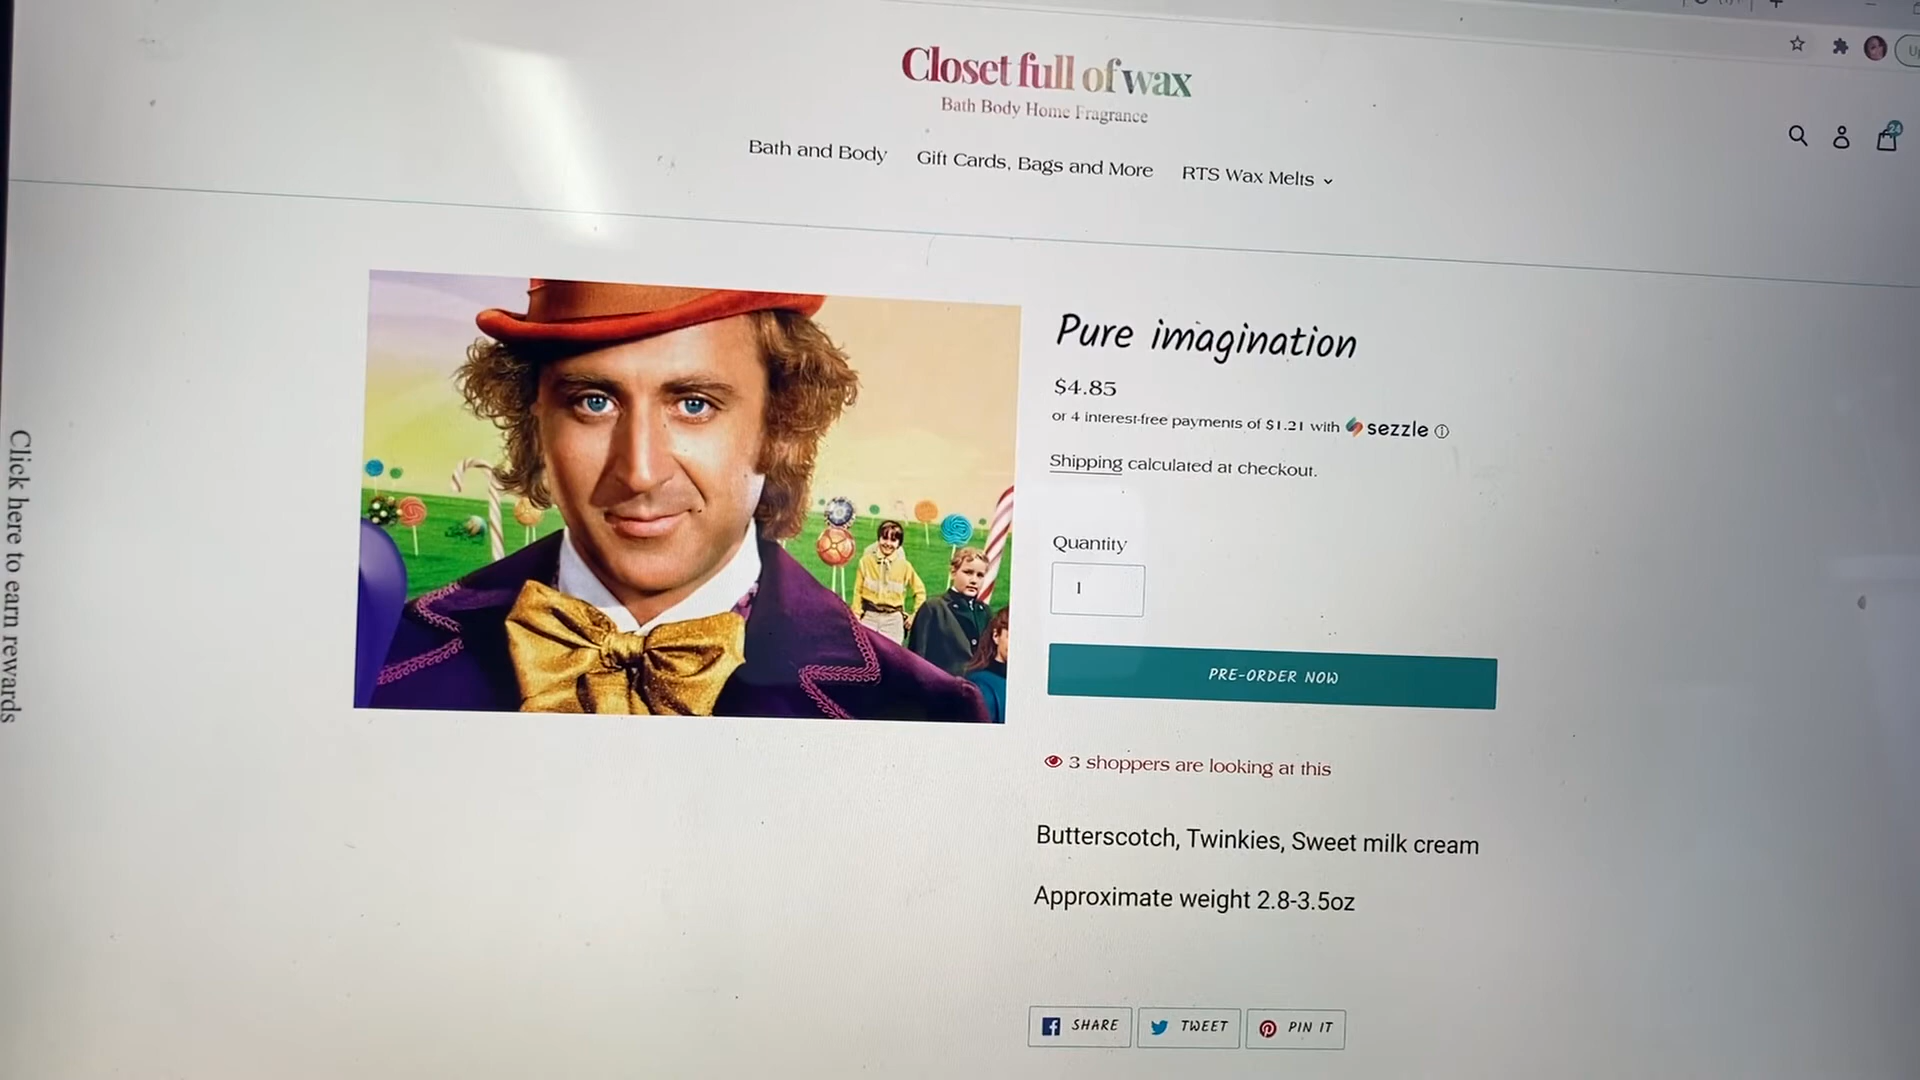 Closet full of wax
Bath Body Home Fragrance
24
Bath and Body
Gift Cards, Bags and More
RTS Wax Melts
Click here to earn rewards
Pure imagination
$4.85
or 4 interest-free payments of $1.21 with sezzle
Shipping calculated at checkout.
Quantity
1
PRE-ORDER NOW
3 shoppers are looking at this
Butterscotch, Twinkies, Sweet milk cream
Approximate weight 2.8-3.5oz
SHARE
TWEET
PIN IT